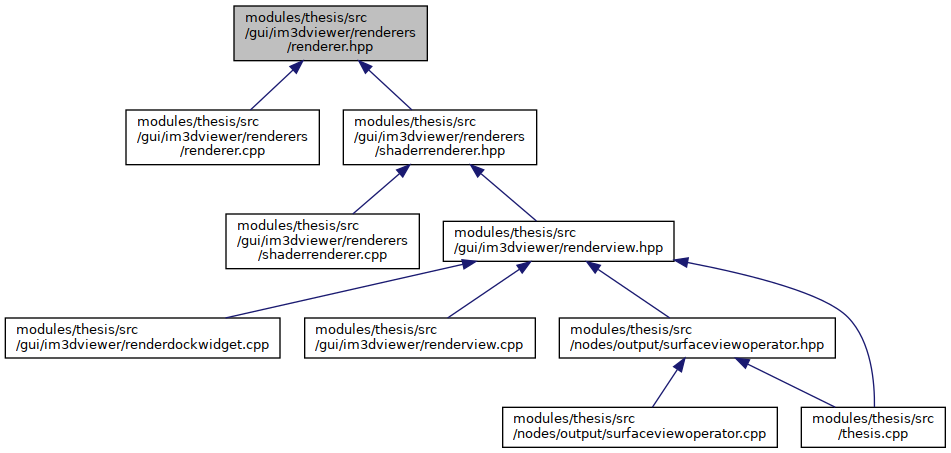 modules/thesis/src
/gui/im3dviewer/renderers
/renderer.hpp
modules/thesis/src
/gui/im3dviewer/renderers
/renderer.cpp
modules/thesis/src
/gui/im3dviewer/renderers
/shaderrenderer.hpp
modules/thesis/src
/gui/im3dviewer/renderers
/shaderrenderer.cpp
modules/thesis/src
/gui/im3dviewer/renderview.hpp
modules/thesis/src
/gui/im3dviewer/renderdockwidget.cpp
modules/thesis/src
/gui/im3dviewer/renderview.cpp
modules/thesis/src
/nodes/output/surfaceviewoperator.hpp
modules/thesis/src
/nodes/output/surfaceviewoperator.cpp
modules/thesis/src
/thesis.cpp